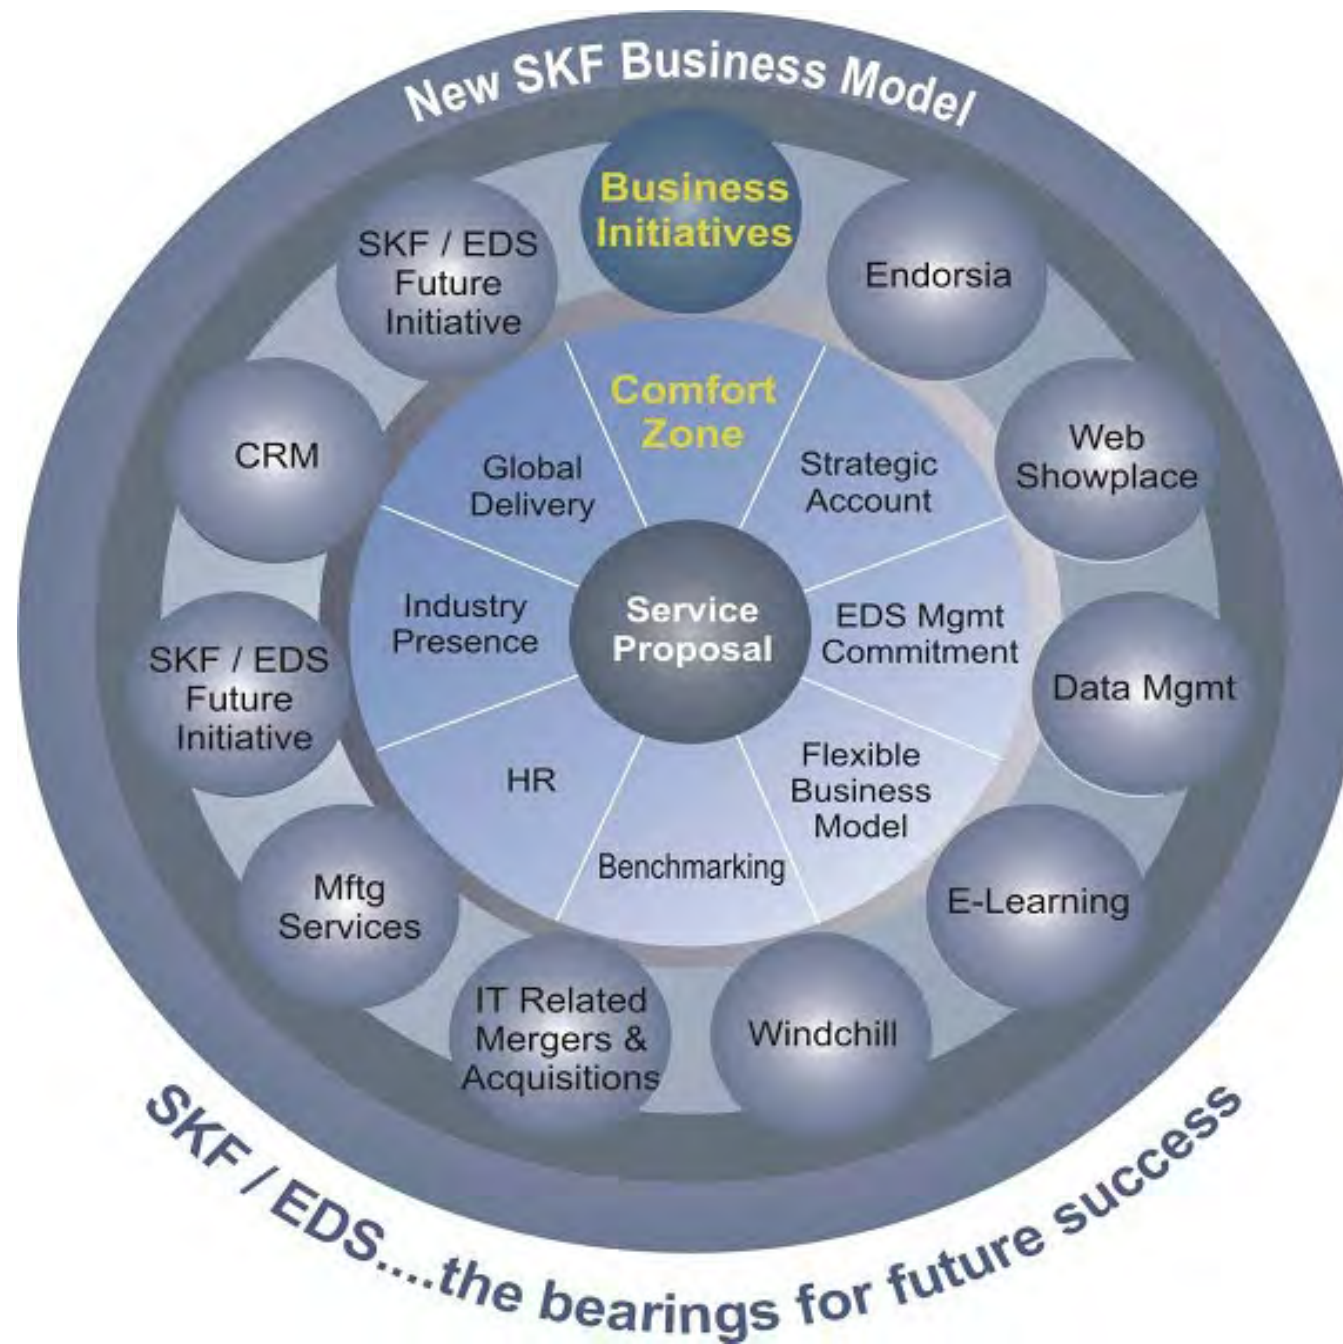 New SKF Business Model
Business
Initiatives
Endorsia
Web
Showplace
Data Mgmt
E-Learning
Windchill
IT Related
Mergers &
Acquisitions
Mftg
Services
SKF / EDS
Future
Initiative
CRM
SKF / EDS
Future
Initiative
Comfort
Zone
Strategic
Account
EDS Mgmt
Commitment
Flexible
Business
Model
Benchmarking
HR
Industry
Presence
Global
Delivery
Service
Proposal
SKF / EDS....the bearings for future success